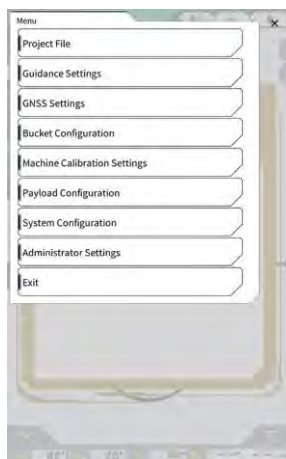 Menu
×
Project File
Guidance Settings
GNSS Settings
Bucket Configuration
Machine Calibration Settings
Payload Configuration
System Configuration
Administrator Settings
Exit